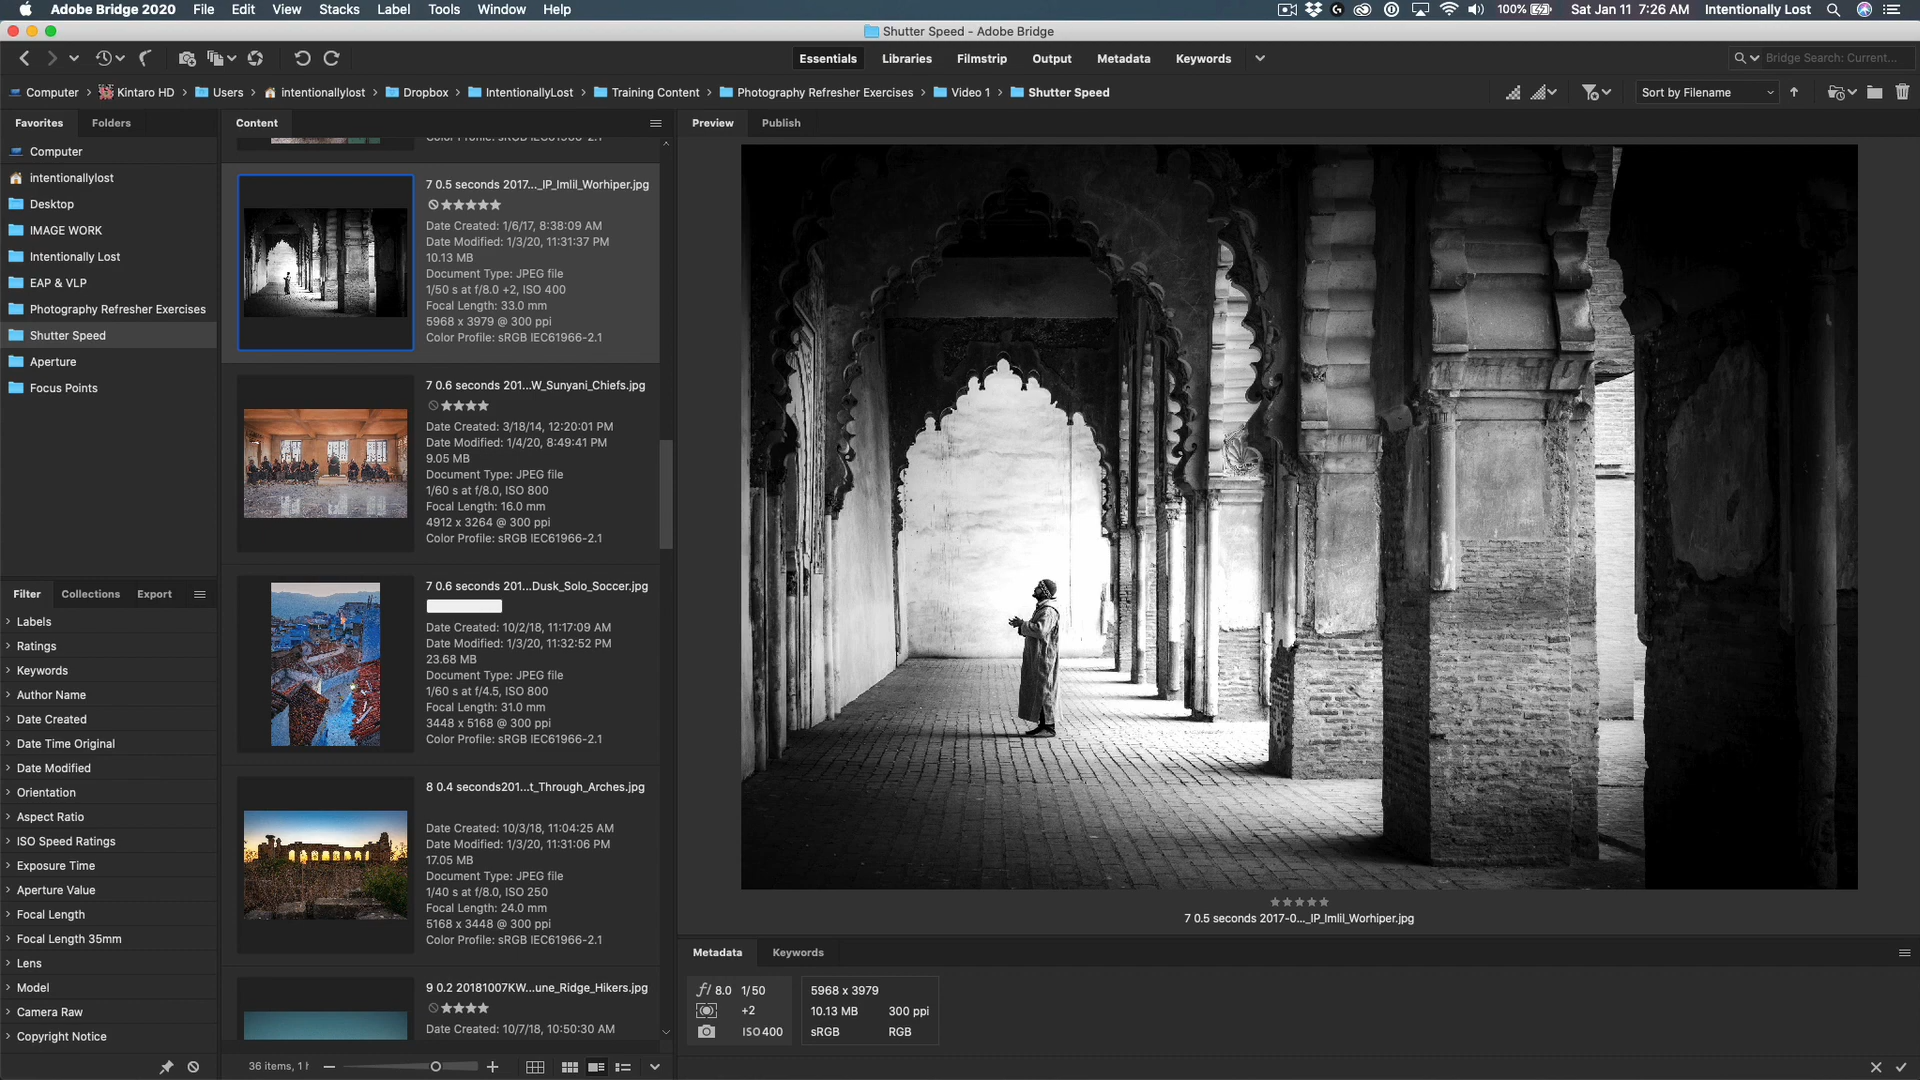 Adobe Bridge 2020 File Edit View Stacks Label Tools Window Help 100% Sat Jan 11 7:26 AM Intentionally Lost
Shutter Speed - Adobe Bridge
Essentials Libraries Filmstrip Output Metadata Keywords Bridge Search: Current...
Computer Kintaro HD Users intentionallylost Dropbox IntentionallyLost Training Content Photography Refresher Exercises Video 1 Shutter Speed Sort by Filename
Favorites Folders
Computer
intentionallylost
Desktop
IMAGE WORK
Intentionally Lost
EAP & VLP
Photography Refresher Exercises
Shutter Speed
Aperture
Focus Points
Filter Collections Export
Labels
Ratings
Keywords
Author Name
Date Created
Date Time Original
Date Modified
Orientation
Aspect Ratio
ISO Speed Ratings
Exposure Time
Aperture Value
Focal Length
Focal Length 35mm
Lens
Model
Camera Raw
Copyright Notice
Content
Color Profile: sRGB IEC61966-2.1
7 0.5 seconds 2017..._IP_Imlil_Worhiper.jpg
Date Created: 1/6/17, 8:38:09 AM
Date Modified: 1/3/20, 11:31:37 PM
10.13 MB
Document Type: JPEG file
1/50 s at f/8.0 +2, ISO 400
Focal Length: 33.0 mm
5968 x 3979 @ 300 ppi
Color Profile: sRGB IEC61966-2.1
7 0.6 seconds 201...W_Sunyani_Chiefs.jpg
Date Created: 3/18/14, 12:20:01 PM
Date Modified: 1/4/20, 8:49:41 PM
9.05 MB
Document Type: JPEG file
1/60 s at f/8.0, ISO 800
Focal Length: 16.0 mm
4912 x 3264 @ 300 ppi
Color Profile: sRGB IEC61966-2.1
7 0.6 seconds 201...Dusk_Solo_Soccer.jpg
Date Created: 10/2/18, 11:17:09 AM
Date Modified: 1/3/20, 11:32:52 PM
23.68 MB
Document Type: JPEG file
1/60 s at f/4.5, ISO 800
Focal Length: 31.0 mm
3448 x 5168 @ 300 ppi
Color Profile: sRGB IEC61966-2.1
8 0.4 seconds201...t_Through_Arches.jpg
Date Created: 10/3/18, 11:04:25 AM
Date Modified: 1/3/20, 11:31:06 PM
17.05 MB
Document Type: JPEG file
1/40 s at f/8.0, ISO 250
Focal Length: 24.0 mm
5168 x 3448 @ 300 ppi
Color Profile: sRGB IEC61966-2.1
9 0.2 20181007KW...une_Ridge_Hikers.jpg
Date Created: 10/7/18, 10:50:30 AM
36 items, 1 h
Preview Publish
7 0.5 seconds 2017-0..._IP_Imlil_Worhiper.jpg
Metadata Keywords
f/ 8.0 1/50 5968 x 3979
+2 10.13 MB 300 ppi
ISO400 sRGB RGB